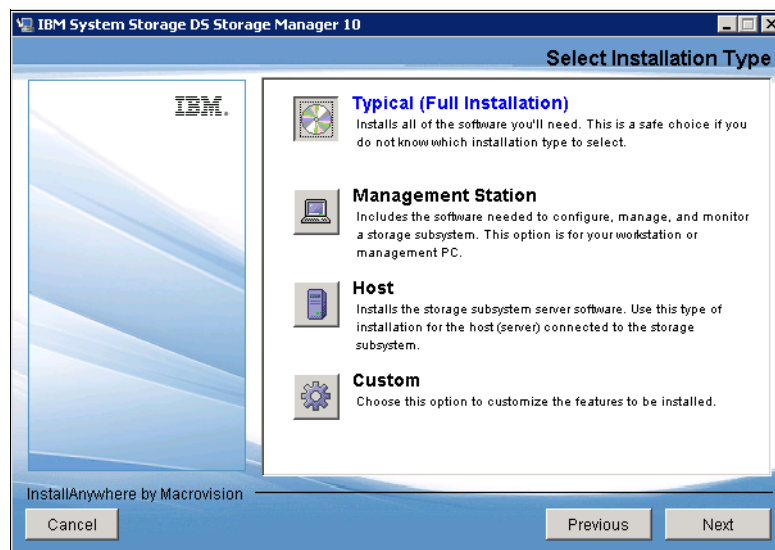 IBM System Storage DS Storage Manager 10
Select Installation Type
IBM.
Typical (Full Installation)
Installs all of the software you'll need. This is a safe choice if you
do not know which installation type to select.
Management Station
Includes the software needed to configure, manage, and monitor
a storage subsystem. This option is for your workstation or
management PC.
Host
Installs the storage subsystem server software. Use this type of
installation for the host (server) connected to the storage
subsystem.
Custom
Choose this option to customize the features to be installed.
InstallAnywhere by Macrovision
Cancel
Previous
Next